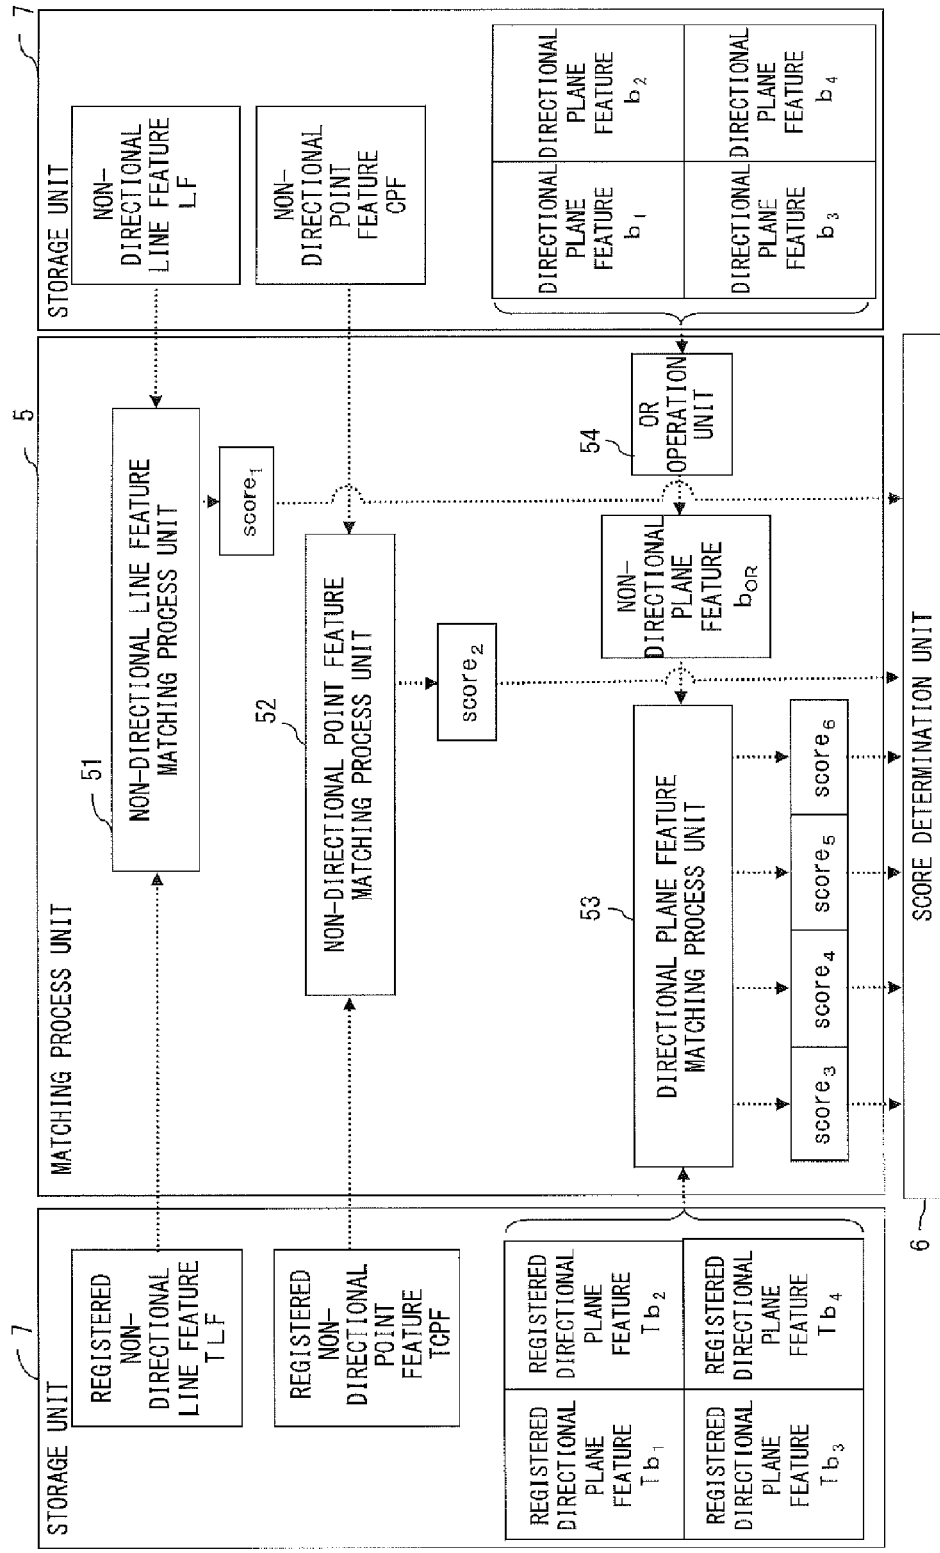 7
STORAGE UNIT
REGISTERED
NON-
DIRECTIONAL
LINE FEATURE
TLF
REGISTERED
NON-
DIRECTIONAL
POINT
FEATURE
TCPF
REGISTERED
DIRECTIONAL
PLANE
FEATURE
Tb1
REGISTERED
DIRECTIONAL
PLANE
FEATURE
Tb2
REGISTERED
DIRECTIONAL
PLANE
FEATURE
Tb3
REGISTERED
DIRECTIONAL
PLANE
FEATURE
Tb4
5
MATCHING PROCESS UNIT
51
NON-DIRECTIONAL LINE FEATURE
MATCHING PROCESS UNIT
score1
52
NON-DIRECTIONAL POINT FEATURE
MATCHING PROCESS UNIT
score2
53
DIRECTIONAL PLANE FEATURE
MATCHING PROCESS UNIT
score3
score4
score5
score6
NON-
DIRECTIONAL
PLANE
FEATURE
bOR
54
OR
OPERATION
UNIT
7
STORAGE UNIT
NON-
DIRECTIONAL
LINE FEATURE
LF
NON-
DIRECTIONAL
POINT
FEATURE
CPF
DIRECTIONAL
PLANE
FEATURE
b1
DIRECTIONAL
PLANE
FEATURE
b2
DIRECTIONAL
PLANE
FEATURE
b3
DIRECTIONAL
PLANE
FEATURE
b4
6
SCORE DETERMINATION UNIT